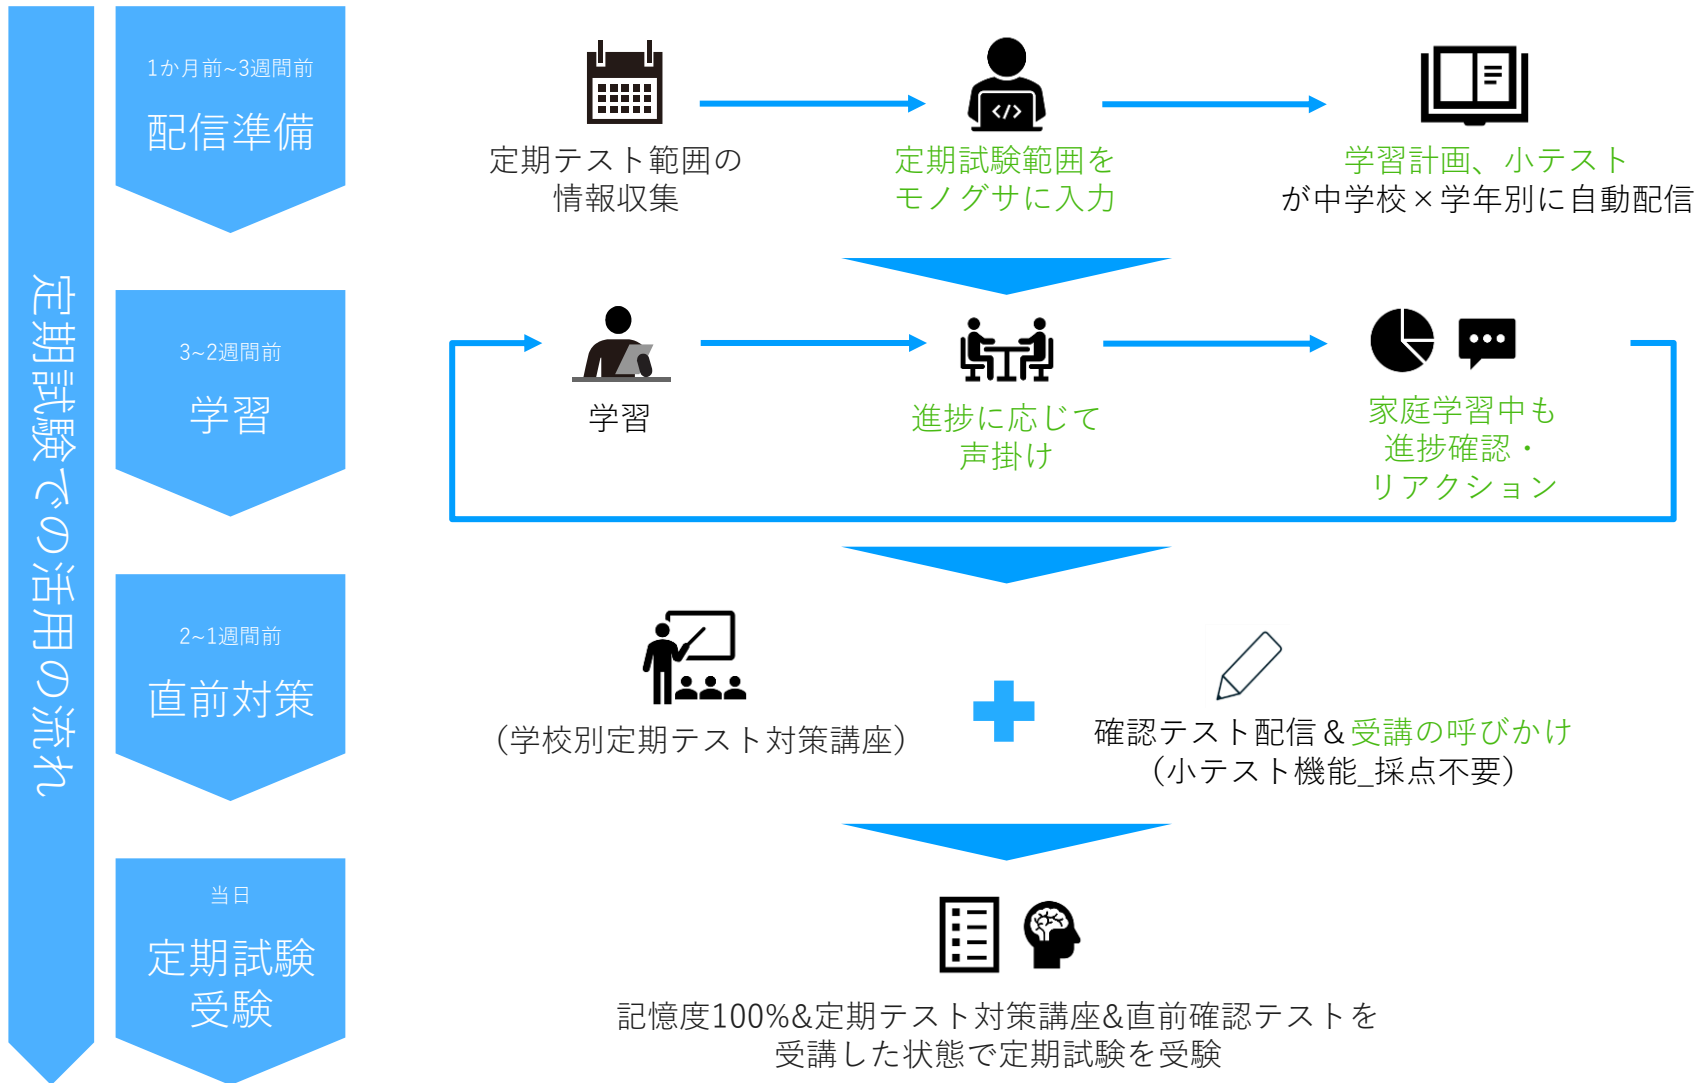 定期試験での活用の流れ
1か月前~3週間前
配信準備
定期テスト範囲の
情報収集
定期試験範囲を
モノグサに入力
学習計画、小テスト
が中学校×学年別に自動配信
3~2週間前
学習
学習
進捗に応じて
声掛け
家庭学習中も
進捗確認・
リアクション
2~1週間前
直前対策
（学校別定期テスト対策講座）
確認テスト配信＆受講の呼びかけ
（小テスト機能_採点不要）
当日
定期試験
受験
記憶度100%&定期テスト対策講座&直前確認テストを
受講した状態で定期試験を受験